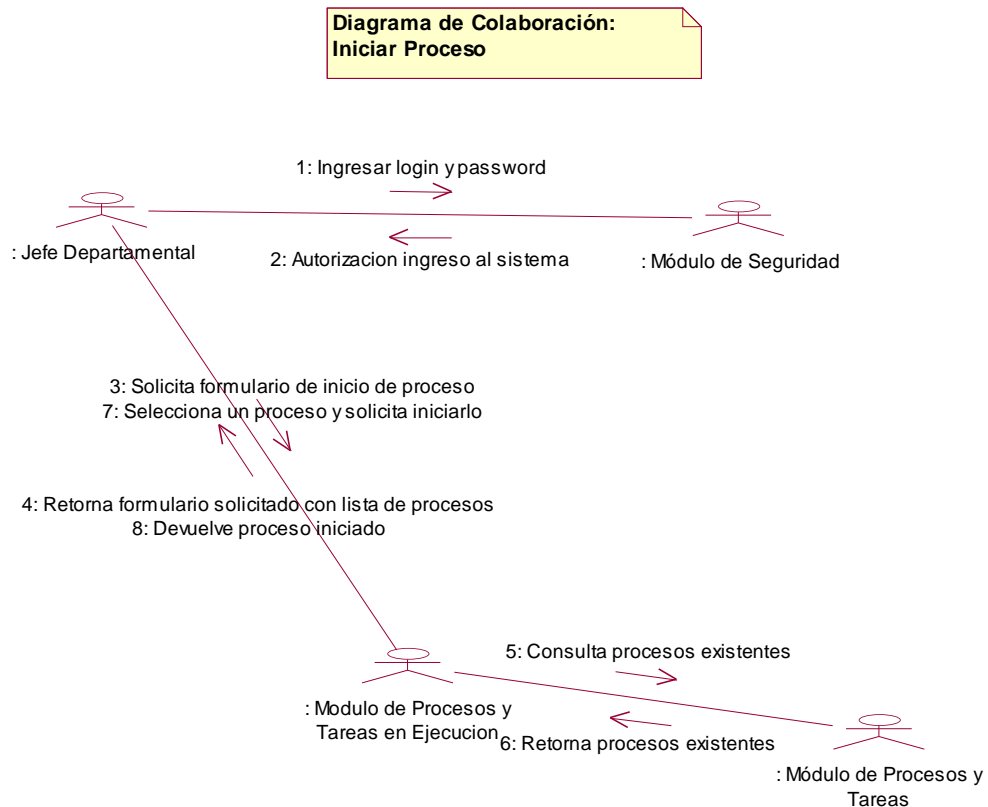 Diagrama de Colaboración:
Iniciar Proceso
1: Ingresar login y password
: Jefe Departamental
2: Autorizacion ingreso al sistema
: Módulo de Seguridad
3: Solicita formulario de inicio de proceso
7: Selecciona un proceso y solicita iniciarlo
4: Retorna formulario solicitado con lista de procesos
8: Devuelve proceso iniciado
5: Consulta procesos existentes
: Modulo de Procesos y
Tareas en Ejecucion
6: Retorna procesos existentes
: Módulo de Procesos y
Tareas